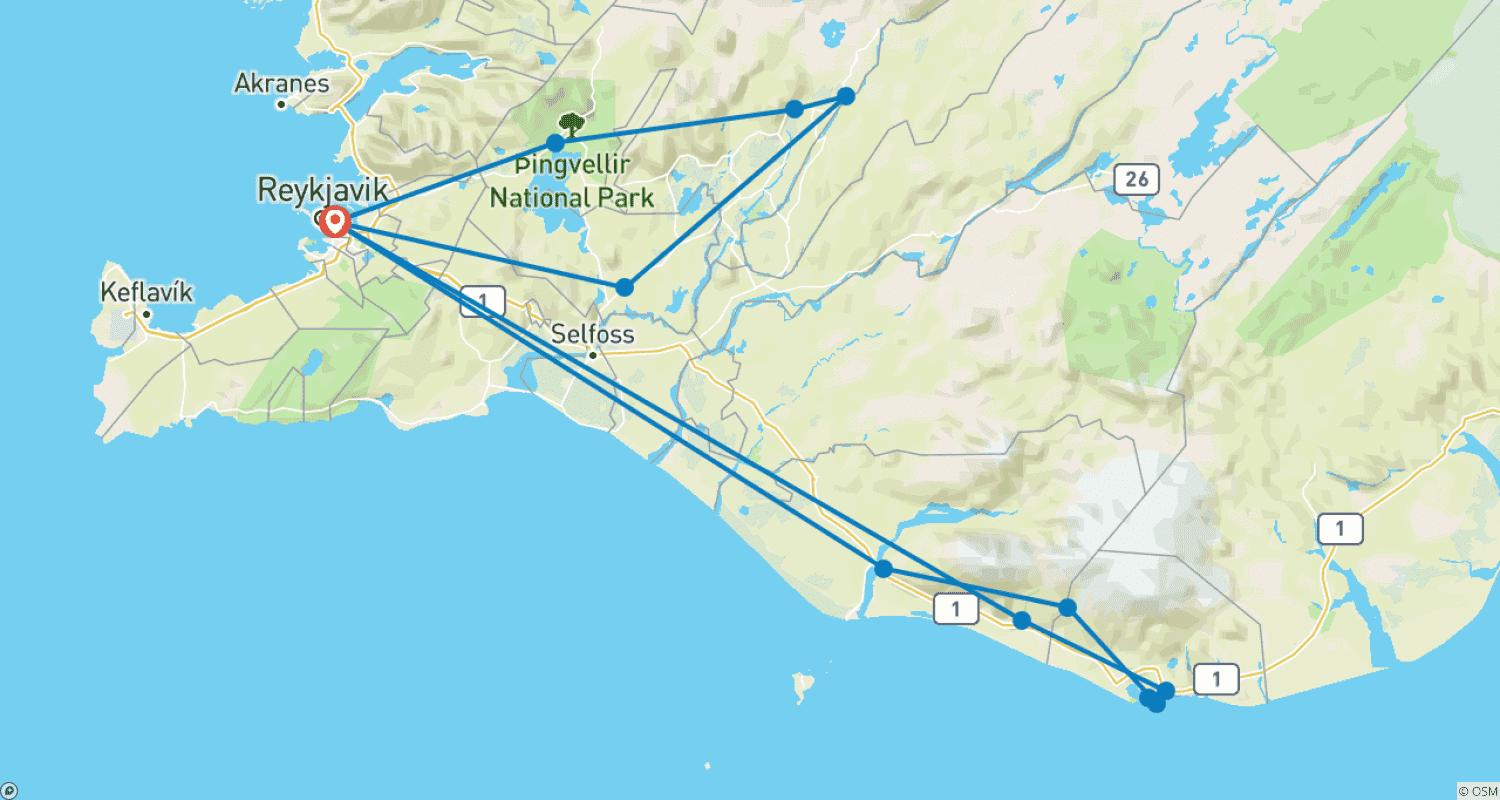 Akranes
26
Þingvellir
National Park
Reykjavik
Keflavík
1
Selfoss
1
1
1
© OSM